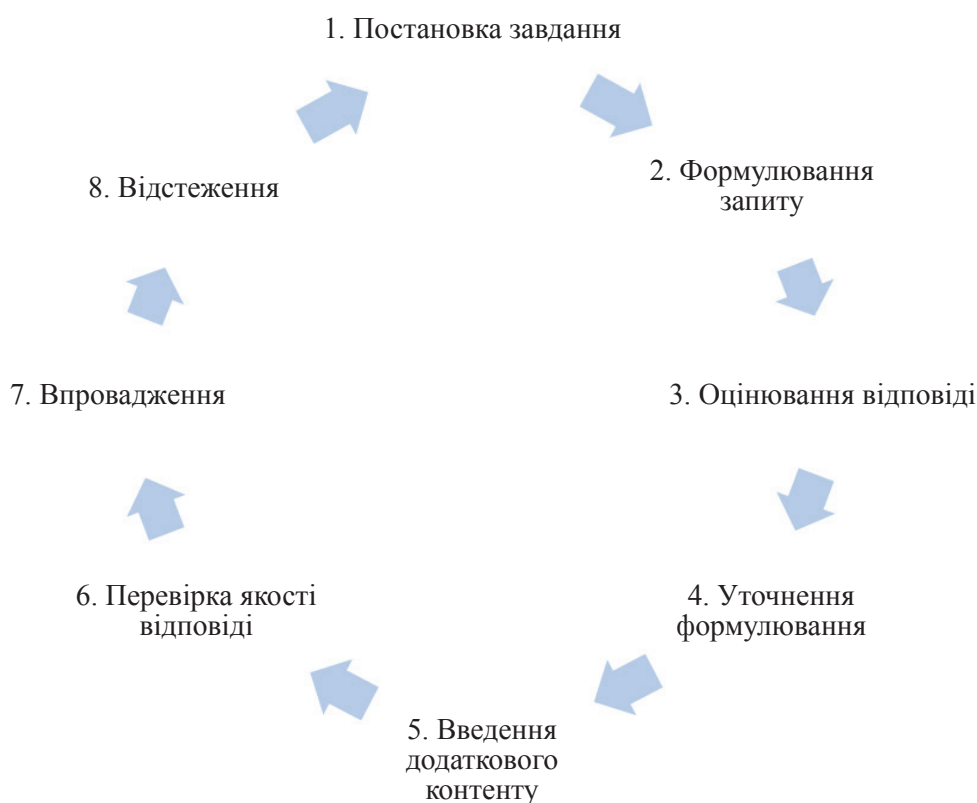 1. Постановка завдання
2. Формулювання
запиту
3. Оцінювання відповіді
4. Уточнення
формулювання
5. Введення
додаткового
контенту
6. Перевірка якості
відповіді
7. Впровадження
8. Відстеження